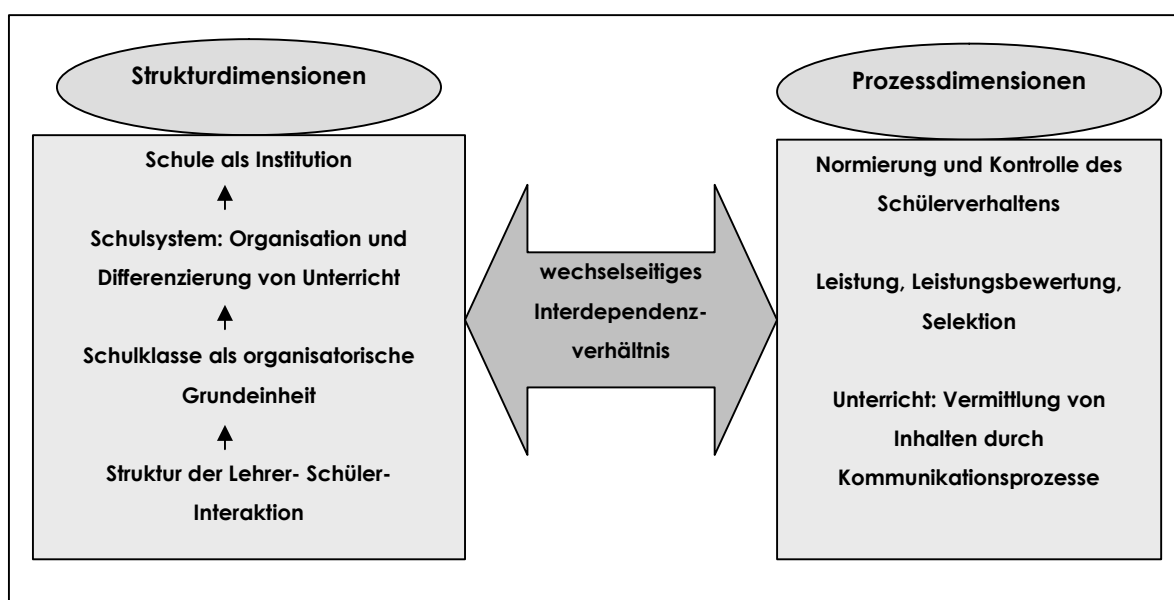 Strukturdimensionen
Schule als Institution
Schulsystem: Organisation und
Differenzierung von Unterricht
Schulklasse als organisatorische
Grundeinheit
Struktur der Lehrer- Schüler-
Interaktion
wechselseitiges
Interdependenz-
verhältnis
Prozessdimensionen
Normierung und Kontrolle des
Schülerverhaltens
Leistung, Leistungsbewertung,
Selektion
Unterricht: Vermittlung von
Inhalten durch
Kommunikationsprozesse